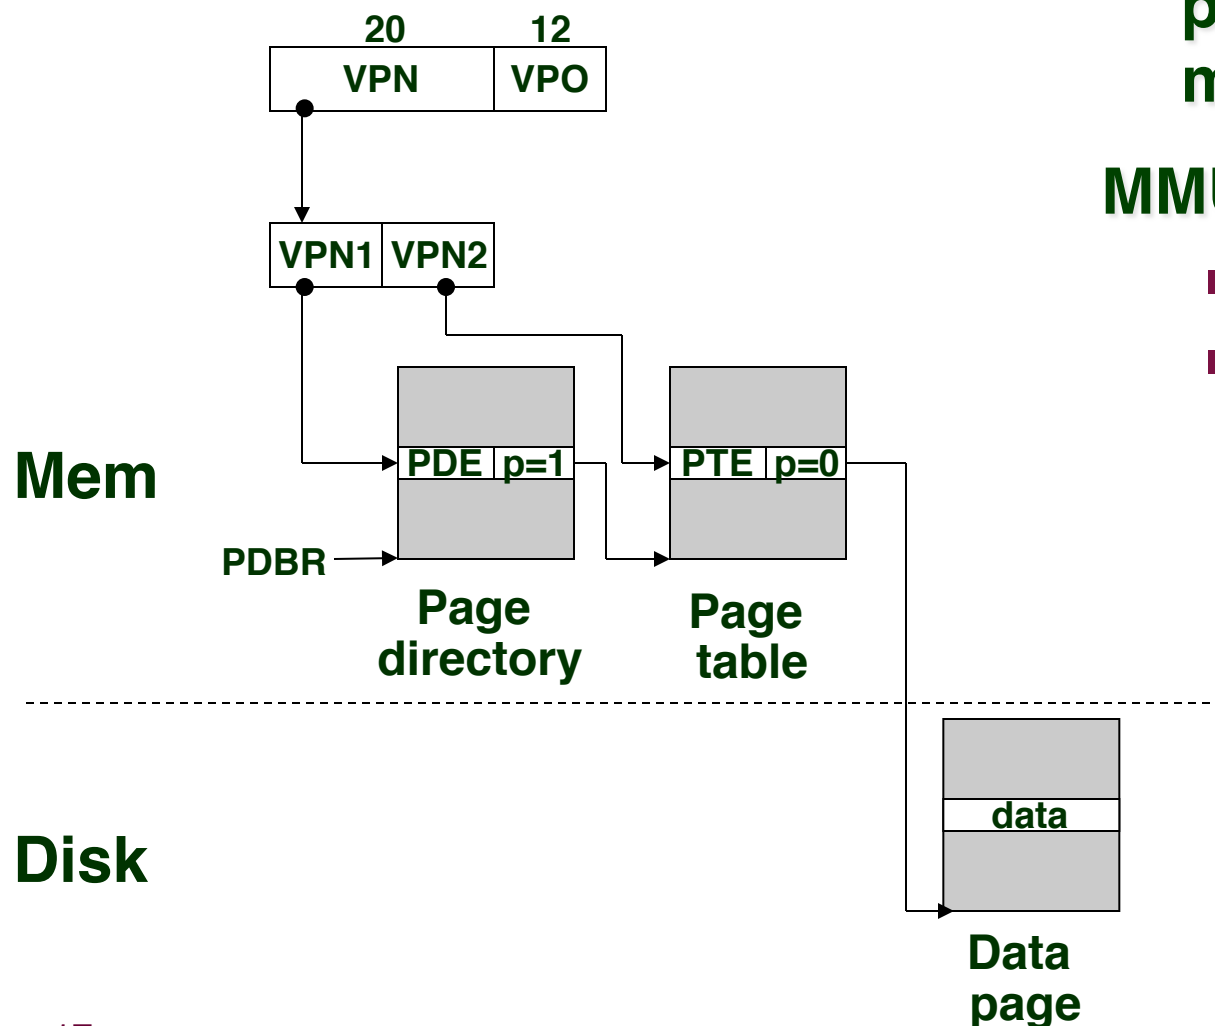 20 12
VPN VPO
VPN1 VPN2
PDE p=1 PTE p=0
Mem
PDBR
Page directory
Page table
data
Disk
Data page
MMU